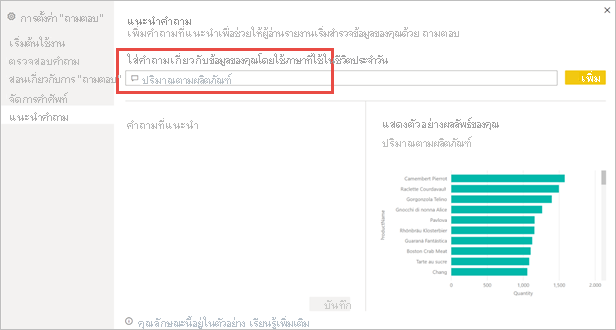 การตั้งค่า "ถามตอบ"
เริ่มต้นใช้งาน
ตรวจสอบคำถาม
สอนเกี่ยวกับการ "ถามตอบ"
จัดการคำศัพท์
แนะนำคำถาม
แนะนำคำถาม
เพิ่มคำถามที่แนะนำเพื่อช่วยให้ผู้อ่านรายงานเริ่มสำรวจข้อมูลของคุณด้วย ถามตอบ
ใส่คำถามเกี่ยวกับข้อมูลของคุณโดยใช้ภาษาที่ใช้ในชีวิตประจำวัน
ปริมาณตามผลิตภัณฑ์
เพิ่ม
คำถามที่แนะนำ
บันทึก
แสดงตัวอย่างผลลัพธ์ของคุณ
ปริมาณตามผลิตภัณฑ์
ProductName
Camembert Pierrot
Raclette Courdavault
Gorgonzola Telino
Gnocchi di nonna Alice
Pavlova
Rhönbräu Klosterbier
Guaraná Fantástica
Boston Crab Meat
Tarte au sucre
Chang
0 500 1,000 1,500 2,000
Quantity
คุณลักษณะนี้อยู่ในตัวอย่าง เรียนรู้เพิ่มเติม